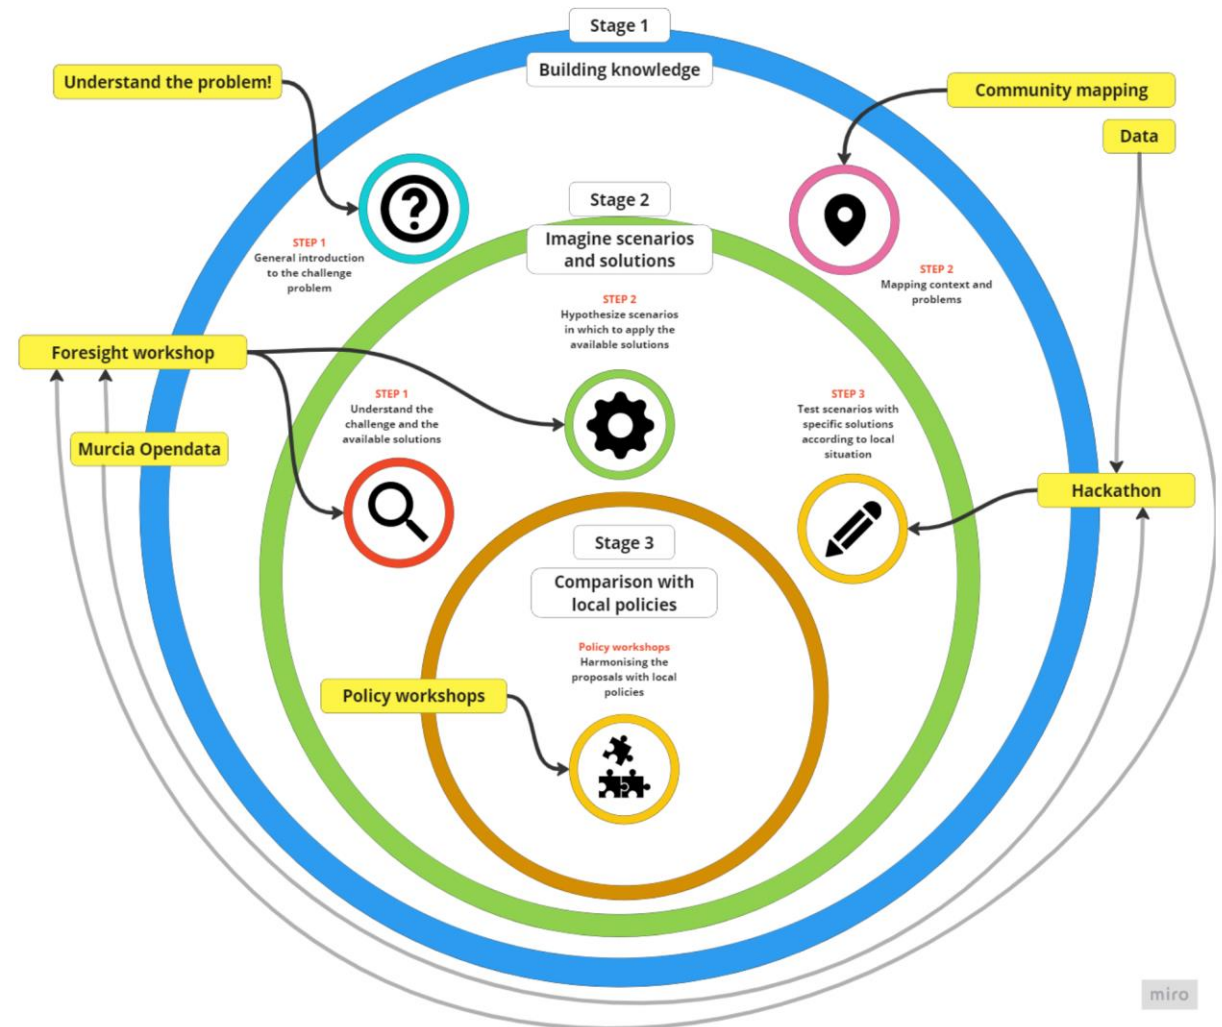 Stage 1
Building knowledge
Understand the problem!
Community mapping
Data
STEP 1
General introduction
to the challenge
problem
STEP 2
Mapping context and
problems
Stage 2
Imagine scenarios
and solutions
STEP 2
Hypothesize scenarios
in which to apply the
available solutions
Foresight workshop
Murcia Opendata
STEP 1
Understand the
challenge and the
available solutions
STEP 3
Test scenarios with
specific solutions
according to local
situation
Hackathon
Stage 3
Comparison with
local policies
Policy workshops
Harmonising the
proposals with local
policies
Policy workshops
miro